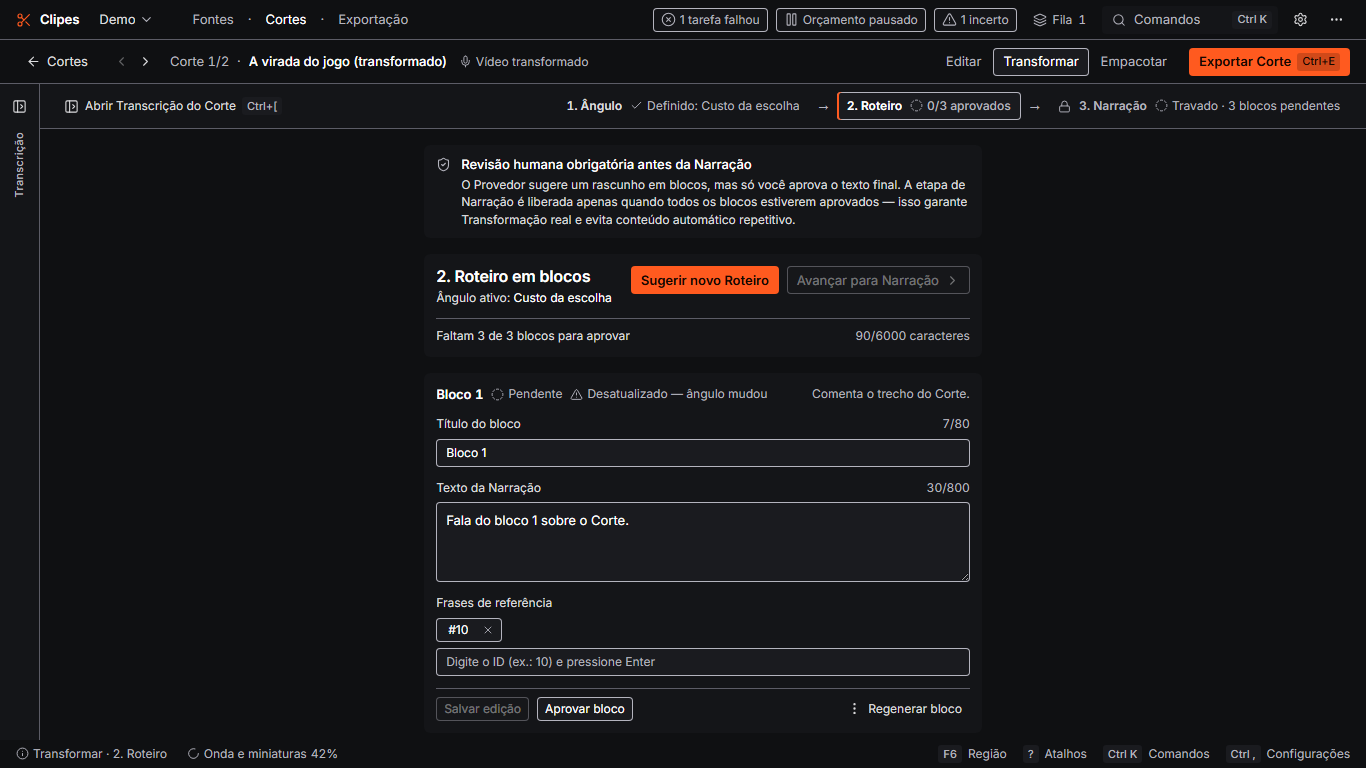 Clipes Demo Fontes · Cortes · Exportação 1 tarefa falhou Orçamento pausado 1 incerto Fila 1 Comandos Ctrl K
Cortes Corte 1/2 · A virada do jogo (transformado) Vídeo transformado Editar Transformar Empacotar Exportar Corte Ctrl+E
Abrir Transcrição do Corte Ctrl+[ 1. Ângulo Definido: Custo da escolha → 2. Roteiro 0/3 aprovados → 3. Narração Travado · 3 blocos pendentes
Transcrição
Revisão humana obrigatória antes da Narração
O Provedor sugere um rascunho em blocos, mas só você aprova o texto final. A etapa de
Narração é liberada apenas quando todos os blocos estiverem aprovados — isso garante
Transformação real e evita conteúdo automático repetitivo.
2. Roteiro em blocos
Ângulo ativo: Custo da escolha
Sugerir novo Roteiro Avançar para Narração
Faltam 3 de 3 blocos para aprovar 90/6000 caracteres
Bloco 1 Pendente Desatualizado — ângulo mudou Comenta o trecho do Corte.
Título do bloco 7/80
Bloco 1
Texto da Narração 30/800
Fala do bloco 1 sobre o Corte.
Frases de referência
#10
Digite o ID (ex.: 10) e pressione Enter
Salvar edição Aprovar bloco Regenerar bloco
Transformar · 2. Roteiro Onda e miniaturas 42% F6 Região ? Atalhos Ctrl K Comandos Ctrl , Configurações